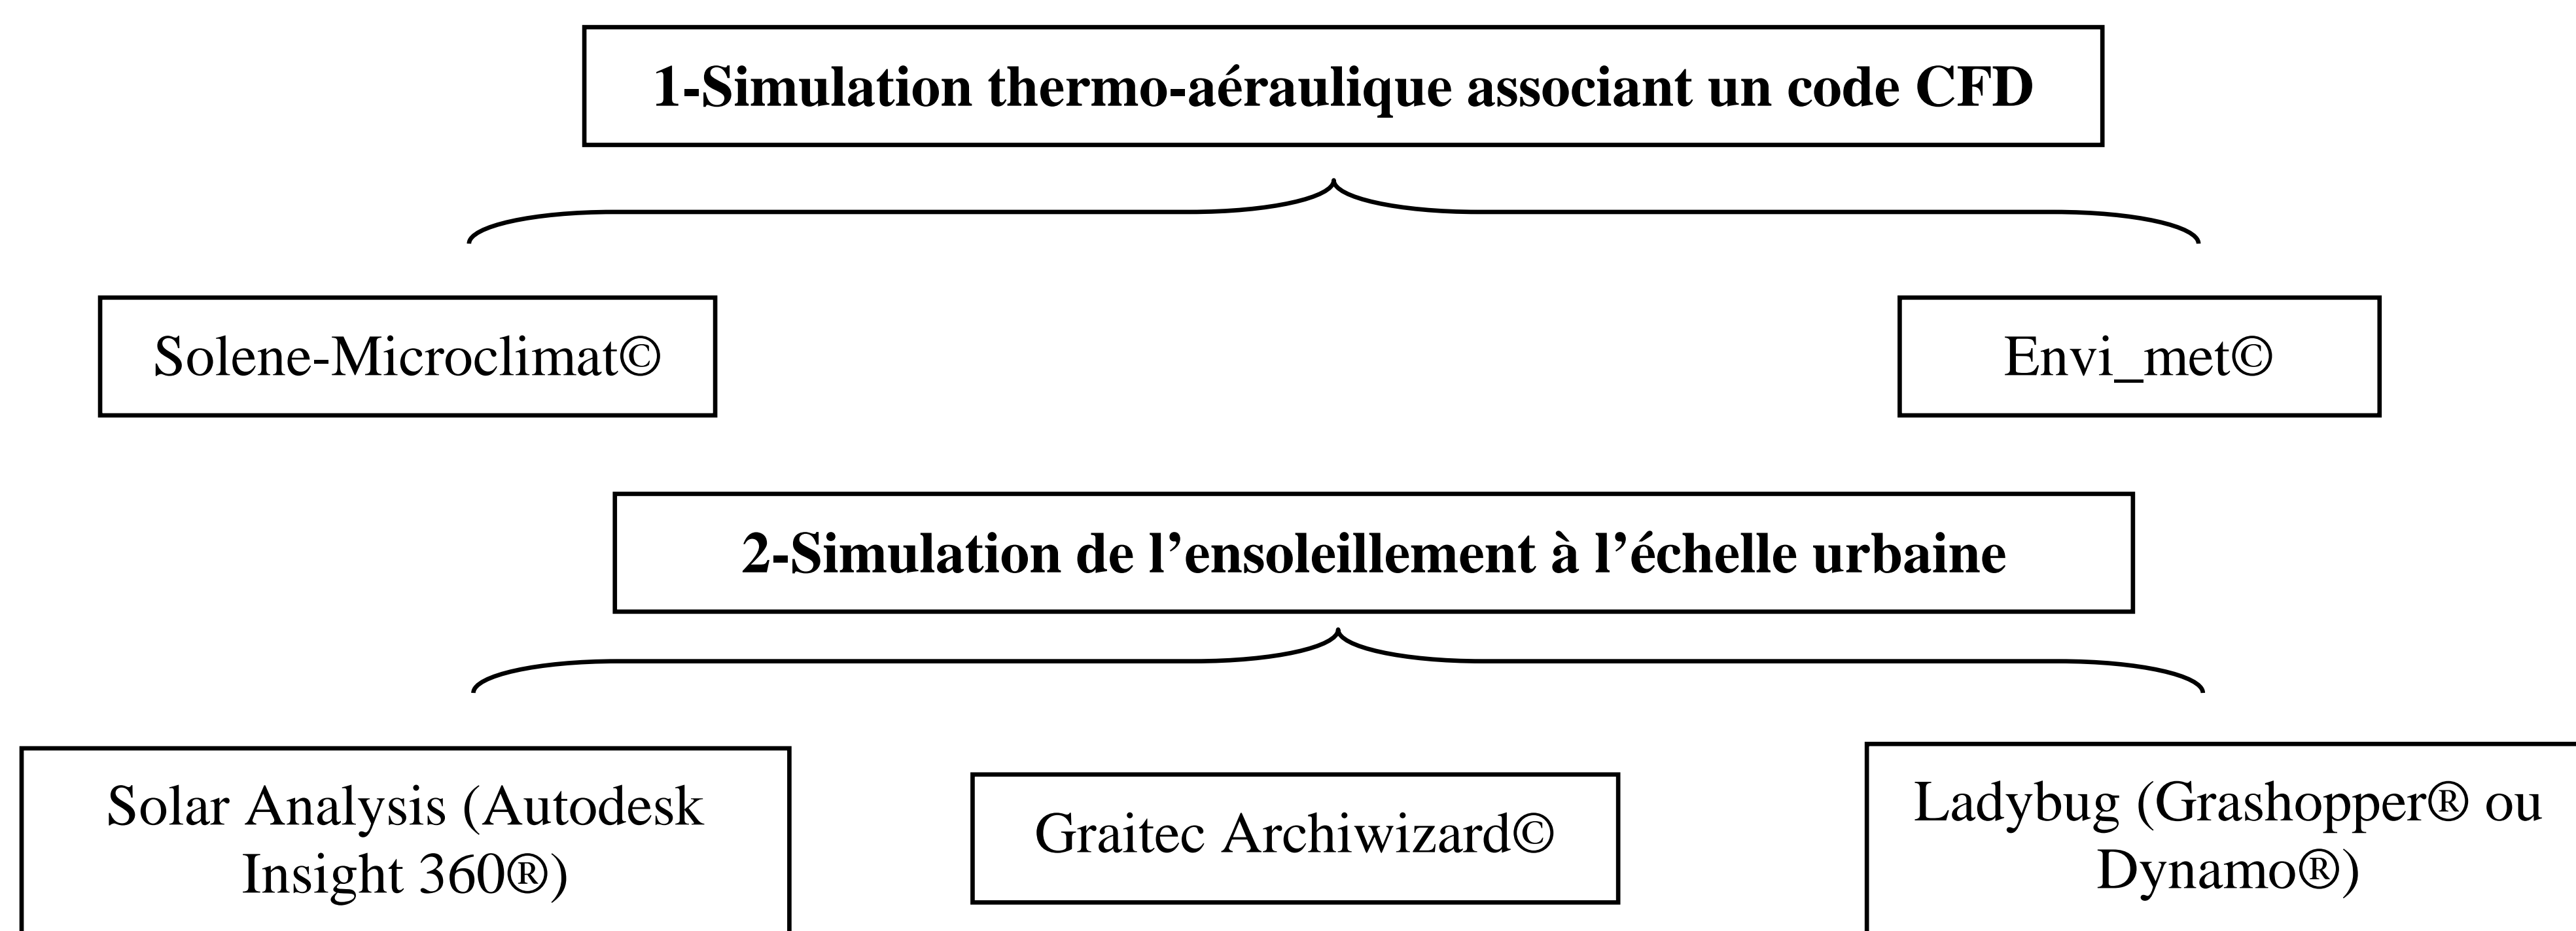 1-Simulation thermo-aéraulique associant un code CFD
Solene-Microclimat©
Envi_met©
2-Simulation de l’ensoleillement à l’échelle urbaine
Solar Analysis (Autodesk
Insight 360®)
Graitec Archiwizard©
Ladybug (Grashopper® ou
Dynamo®)